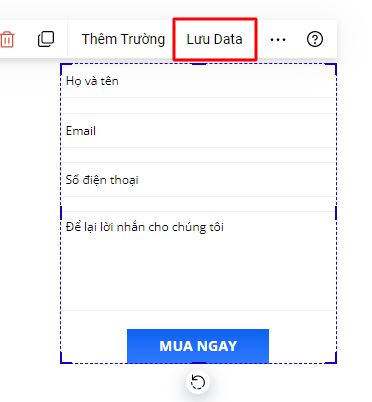 Thêm Trường Lưu Data
Họ và tên
Email
Số điện thoại
Để lại lời nhắn cho chúng tôi
MUA NGAY